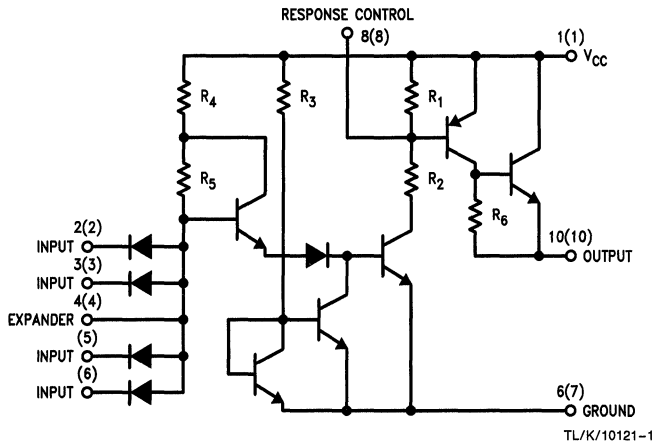 RESPONSE CONTROL
8(8)
1(1)
VCC
R4
R3
R1
R5
R2
R6
2(2)
INPUT
3(3)
INPUT
4(4)
EXPANDER
(5)
INPUT
(6)
INPUT
10(10)
OUTPUT
6(7)
GROUND
TL/K/10121-1